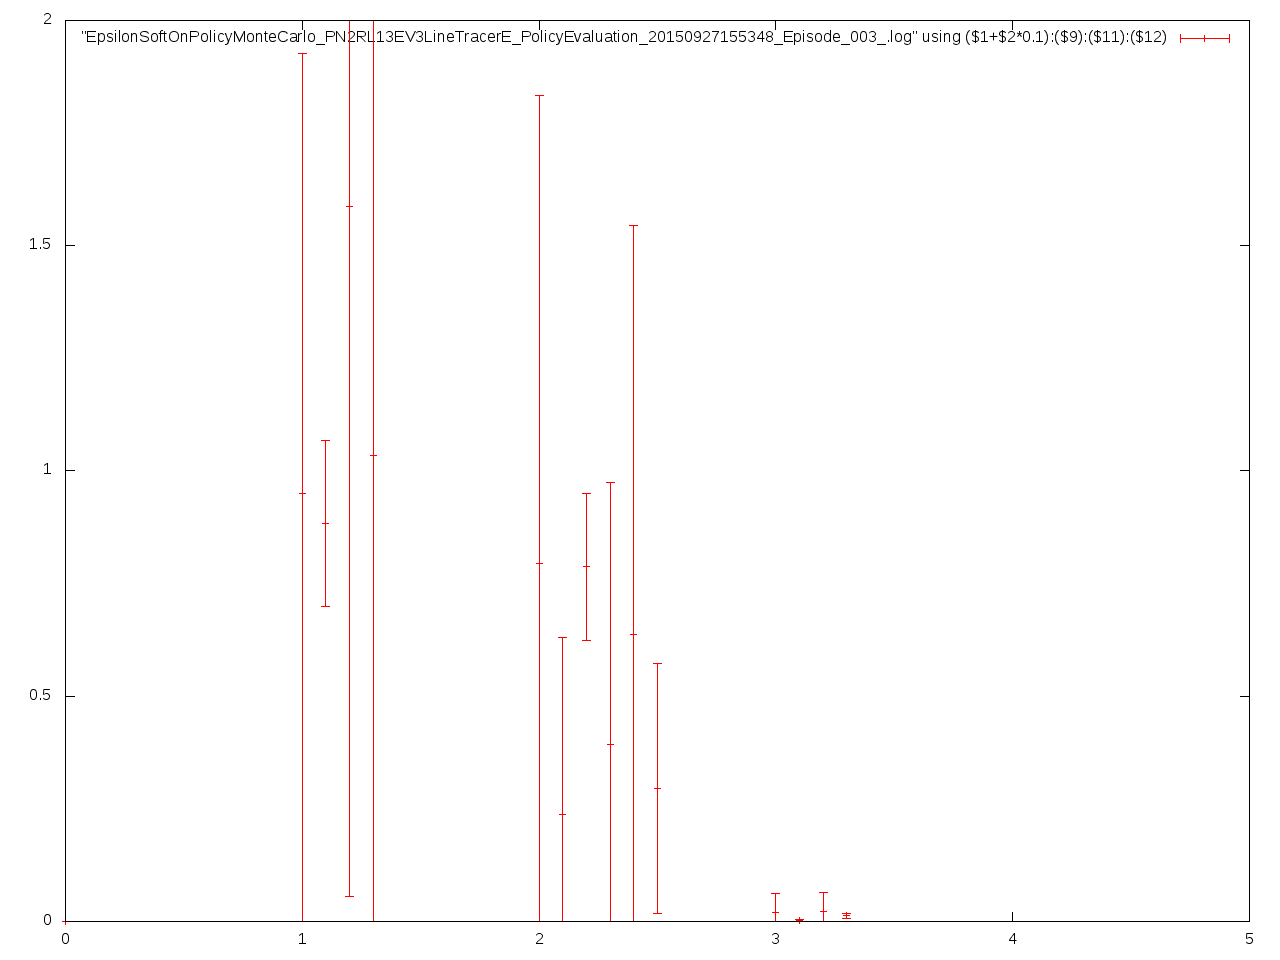 2
"EpsilonSoftOnPolicyMonteCarlo_PN2RL13EV3LineTracerE_PolicyEvaluation_20150927155348_Episode_003_.log" using ($1+$2*0.1):($9):($11):($12)
1.5
1
0.5
0
0 1 2 3 4 5